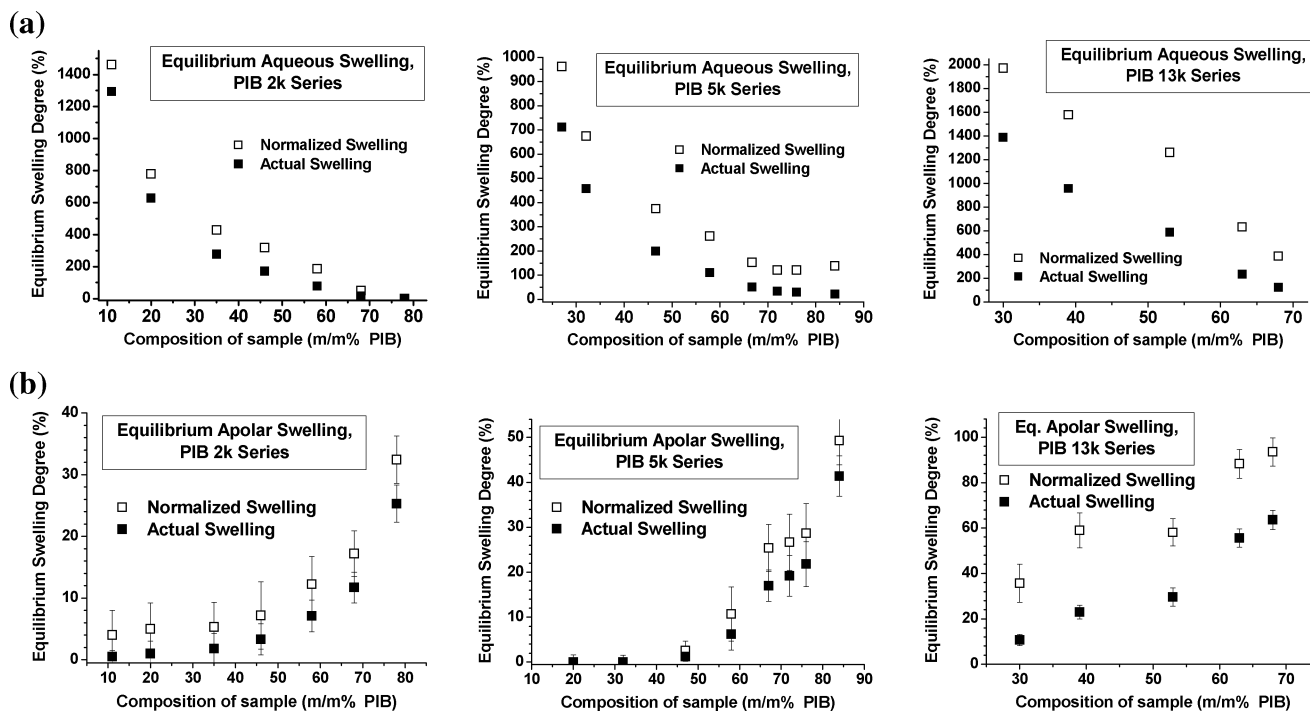 (a)
Equilibrium Swelling Degree (%)
1400
1200
1000
800
600
400
200
0
Equilibrium Aqueous Swelling,
PIB 2k Series
Normalized Swelling
Actual Swelling
10 20 30 40 50 60 70 80
Composition of sample (m/m% PIB)
Equilibrium Swelling Degree (%)
1000
900
800
700
600
500
400
300
200
100
0
Equilibrium Aqueous Swelling,
PIB 5k Series
Normalized Swelling
Actual Swelling
30 40 50 60 70 80 90
Composition of sample (m/m% PIB)
Equilibrium Swelling Degree (%)
2000
1800
1600
1400
1200
1000
800
600
400
200
0
Equilibrium Aqueous Swelling,
PIB 13k Series
Normalized Swelling
Actual Swelling
30 40 50 60 70
Composition of sample (m/m% PIB)
(b)
Equilibrium Swelling Degree (%)
40
30
20
10
0
Equilibrium Apolar Swelling,
PIB 2k Series
Normalized Swelling
Actual Swelling
10 20 30 40 50 60 70 80
Composition of sample (m/m% PIB)
Equilibrium Swelling Degree (%)
50
40
30
20
10
0
Equilibrium Apolar Swelling,
PIB 5k Series
Normalized Swelling
Actual Swelling
20 30 40 50 60 70 80 90
Composition of sample (m/m% PIB)
Equilibrium Swelling Degree (%)
100
80
60
40
20
0
Eq. Apolar Swelling,
PIB 13k Series
Normalized Swelling
Actual Swelling
30 40 50 60 70
Composition of sample (m/m% PIB)